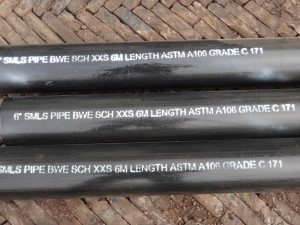 " SMLS PIPE BWE SCH XXS 6M LENGTH ASTM A106 GRADE C 171
6" SMLS PIPE BWE SCH XXS 6M LENGTH ASTM A106 GRADE C 171
SMLS PIPE BWE SCH XXS 6M LENGTH ASTM A106 GRADE C 171